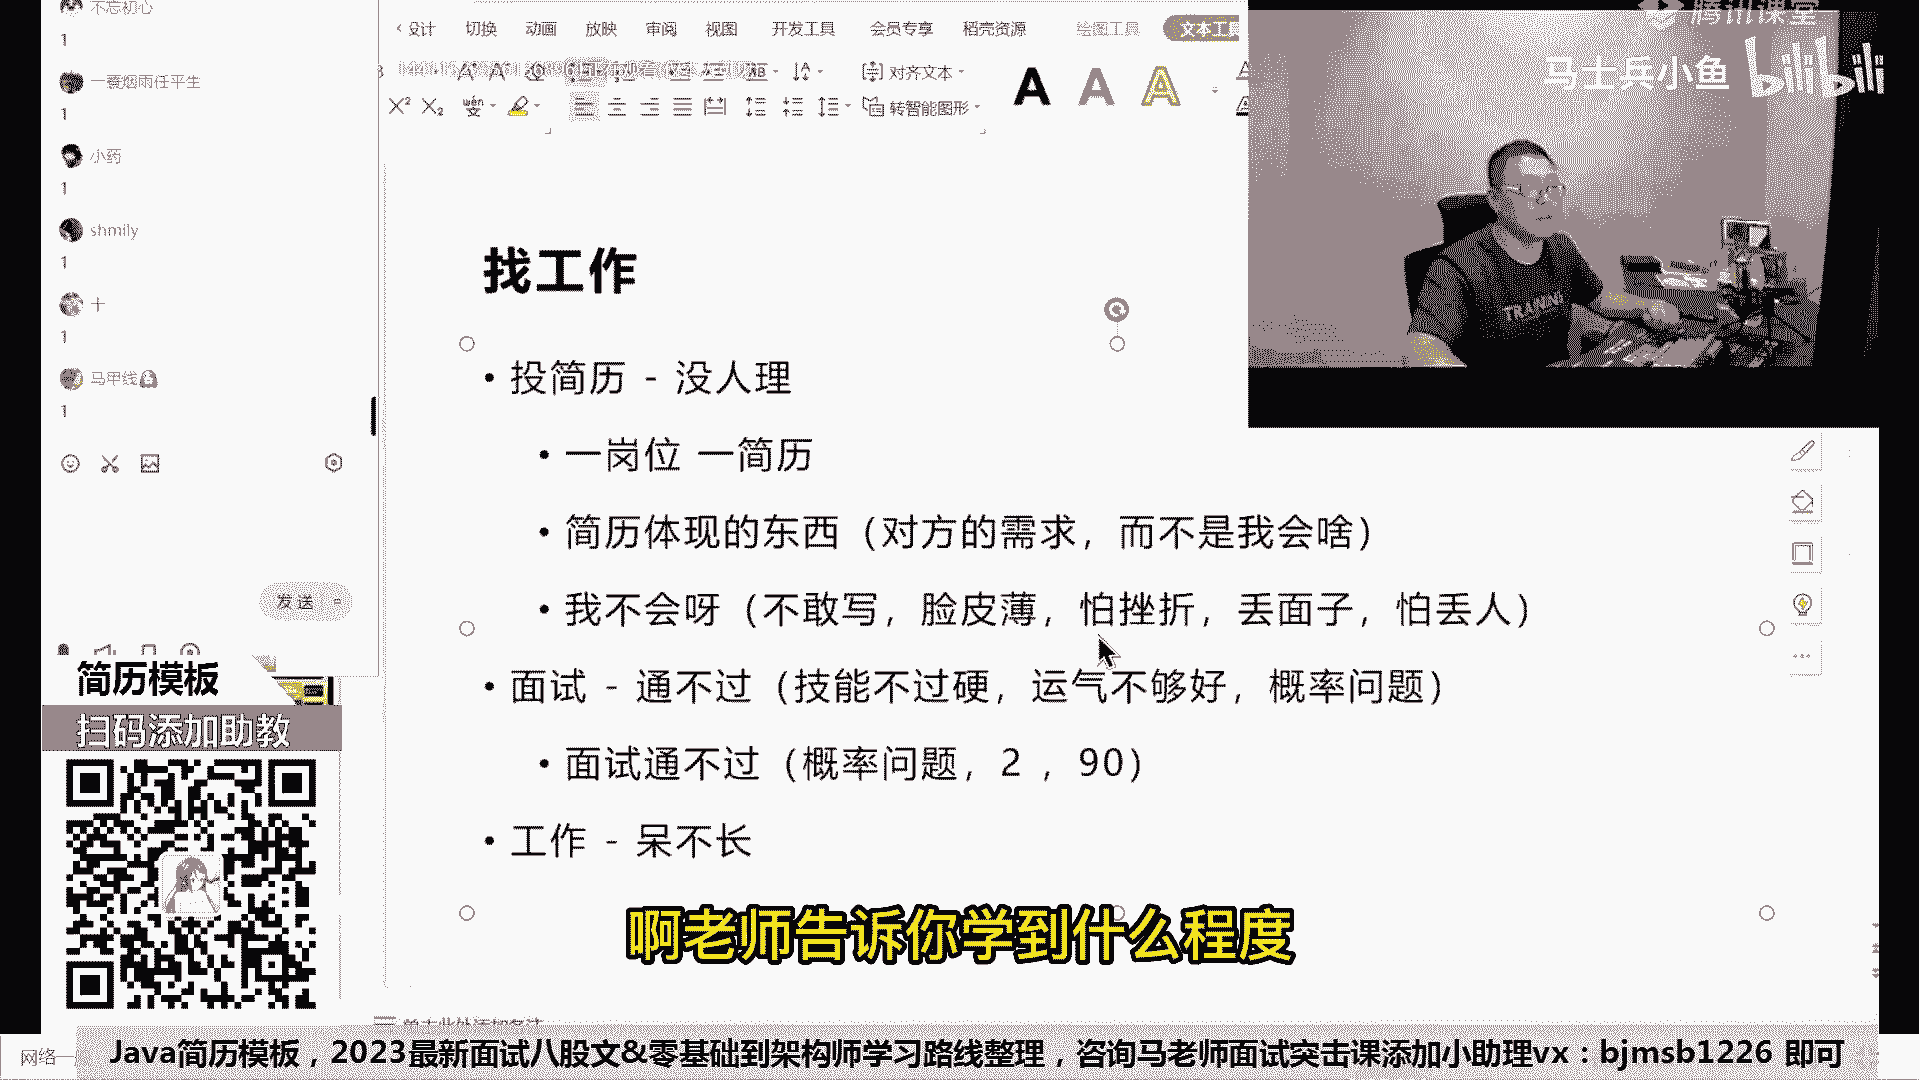 不忘初心
1
一蓑烟雨任平生
1
小药
1
shmily
1
十
1
马甲线
1
发送
设计 切换 动画 放映 审阅 视图 开发工具 会员专享 稻壳资源 绘图工具 文本工具
对齐文本
转智能图形
A A A
腾讯课堂
马士兵小鱼 bilibili
TRAINING
找工作
• 投简历 - 没人理
• 一岗位 一简历
• 简历体现的东西（对方的需求，而不是我会啥）
• 我不会呀（不敢写，脸皮薄，怕挫折，丢面子，怕丢人）
• 面试 - 通不过（技能不过硬，运气不够好，概率问题）
• 面试通不过（概率问题，2 ，90）
• 工作 - 呆不长
简历模板
扫码添加助教
啊老师告诉你学到什么程度
单击此处添加备注
网络一
Java简历模板，2023最新面试八股文&零基础到架构师学习路线整理，咨询马老师面试突击课添加小助理vx：bjmsb1226 即可